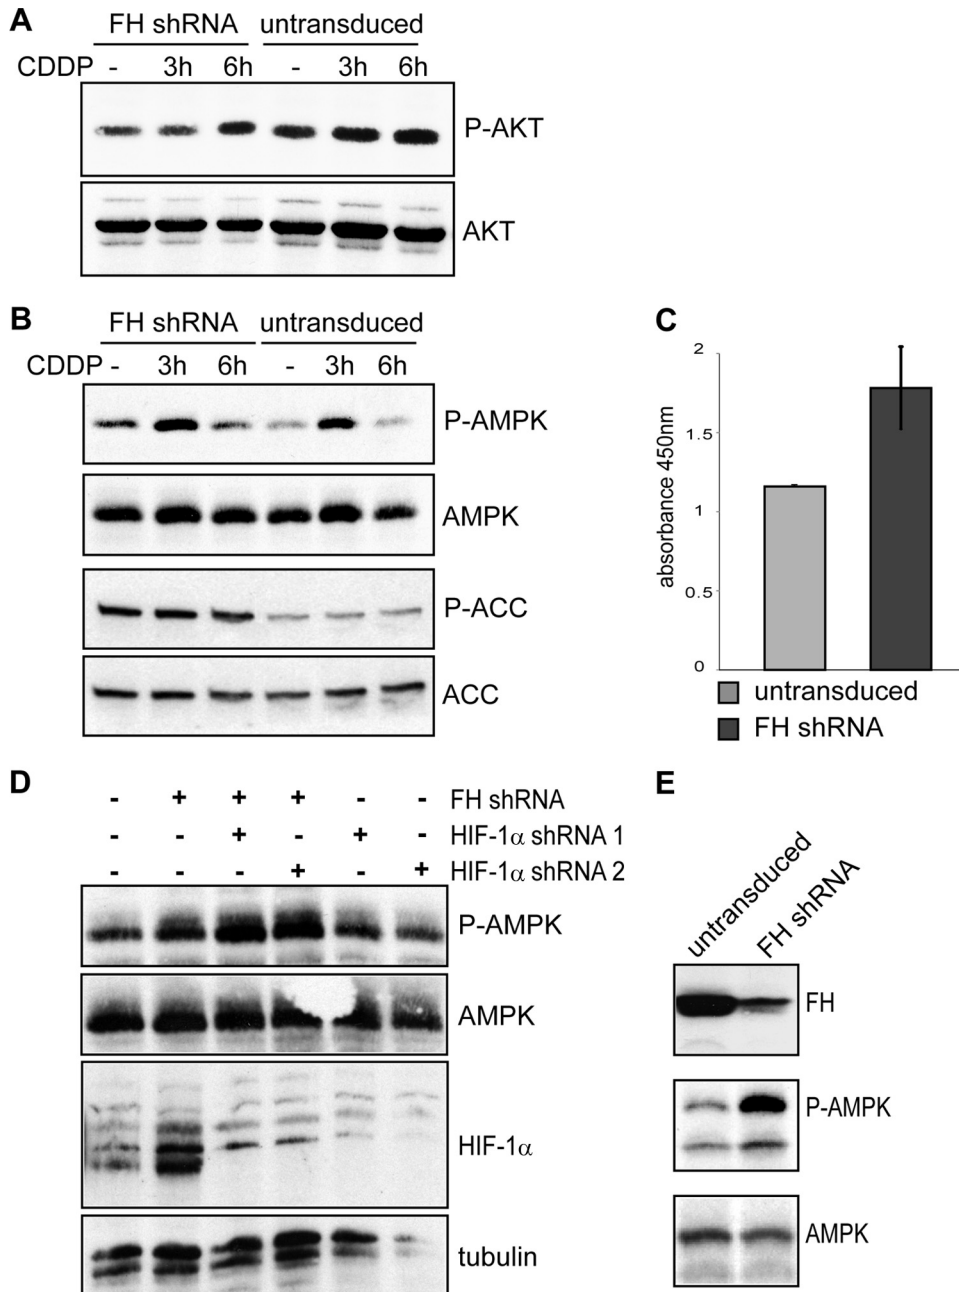 A
FH shRNA untransduced
CDDP - 3h 6h - 3h 6h
P-AKT
AKT
B
FH shRNA untransduced
CDDP - 3h 6h - 3h 6h
P-AMPK
AMPK
P-ACC
ACC
C
2
1.5
1
0.5
0
absorbance 450nm
untransduced
FH shRNA
D
- + + + - - FH shRNA
- - + - + - HIF-1α shRNA 1
- - - + - + HIF-1α shRNA 2
P-AMPK
AMPK
HIF-1α
tubulin
E
untransduced
FH shRNA
FH
P-AMPK
AMPK